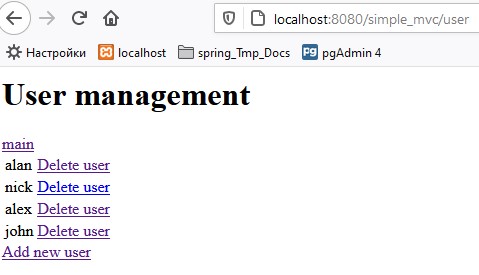 localhost:8080/simple_mvc/user
Настройки localhost spring_Tmp_Docs pgAdmin 4
User management
main
alan Delete user
nick Delete user
alex Delete user
john Delete user
Add new user